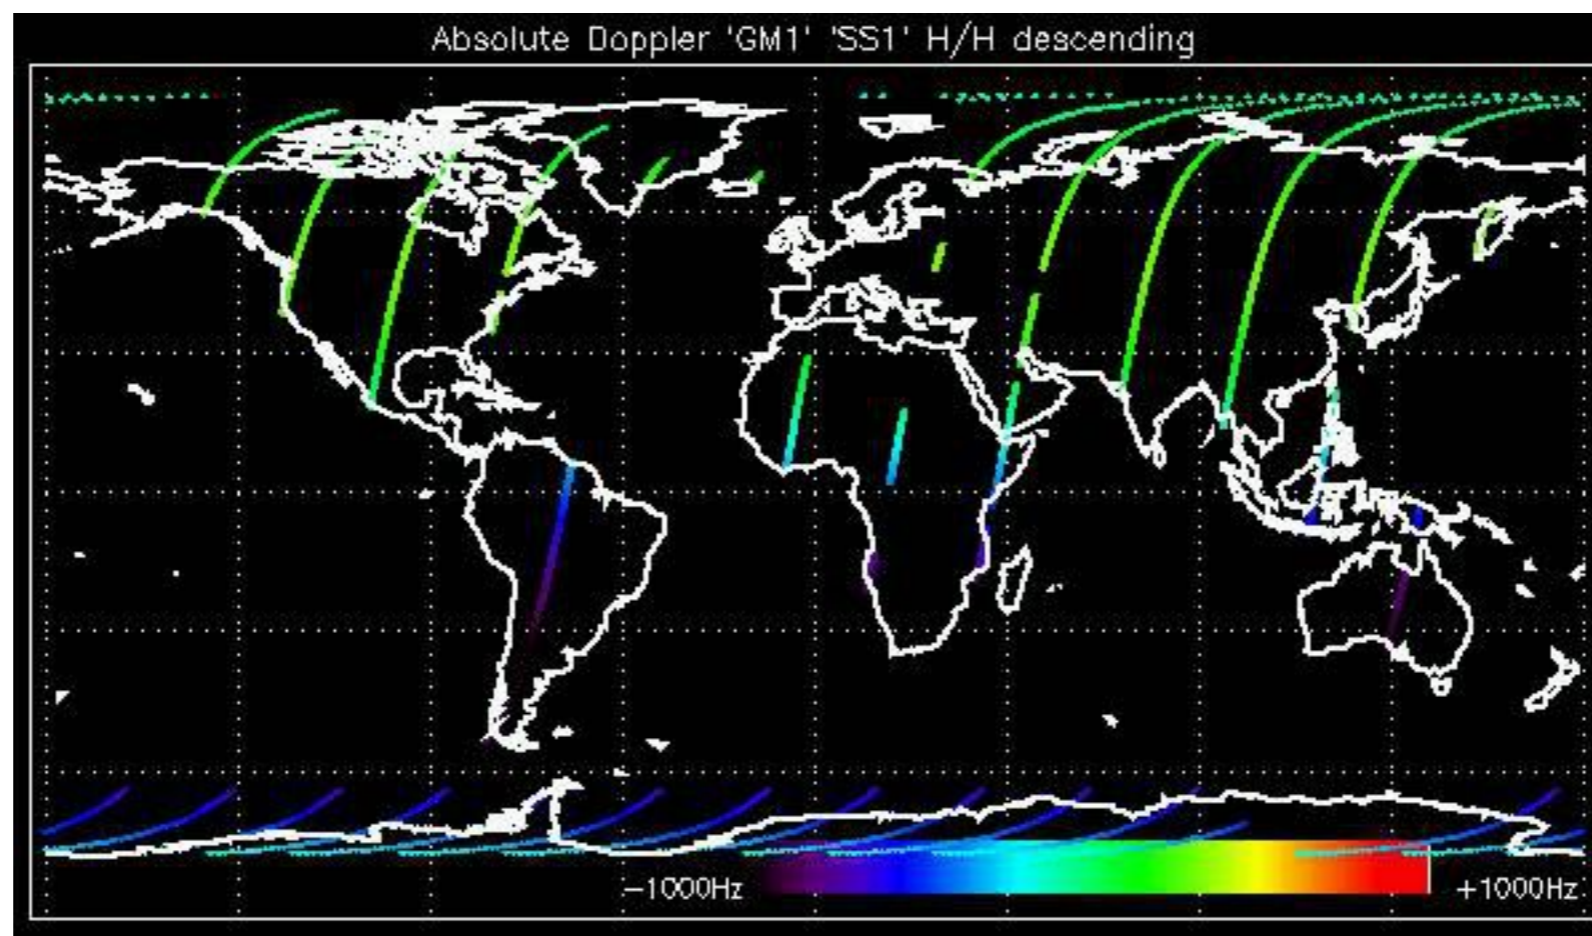 Absolute Doppler 'GM1' 'SS1' H/H descending
-1000Hz
+1000Hz